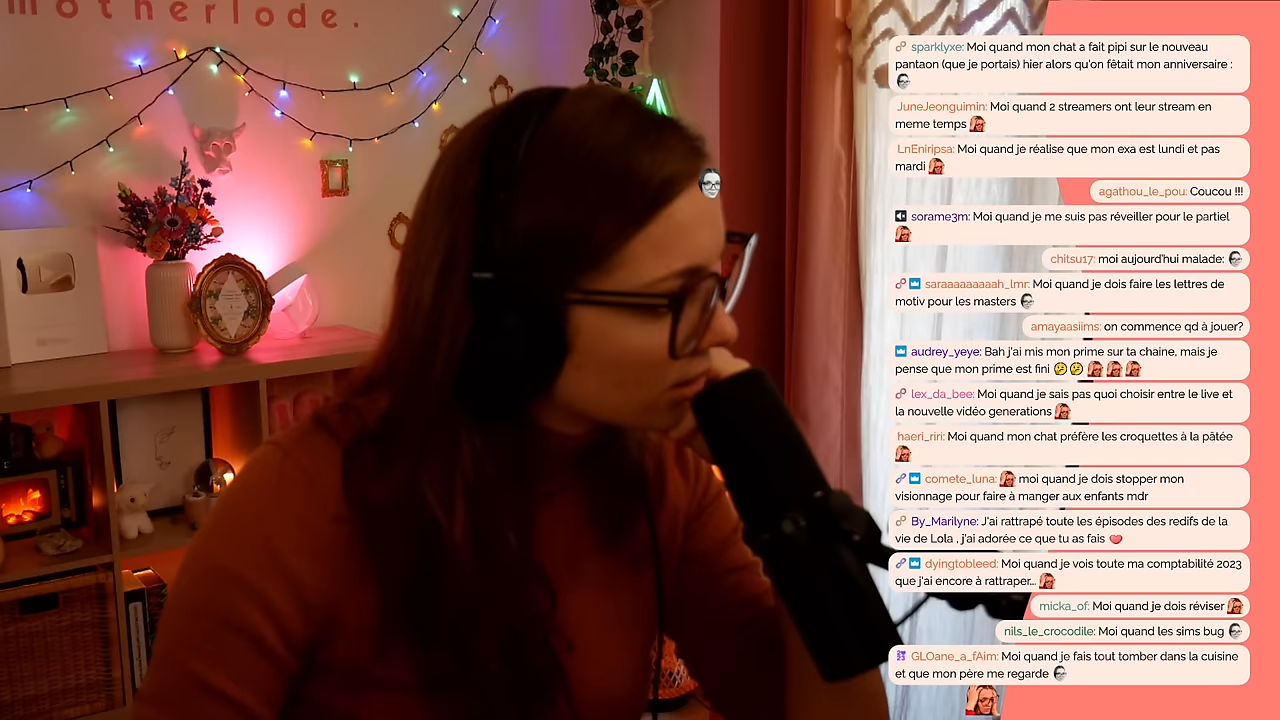 motherlode.
sparklyxe: Moi quand mon chat a fait pipi sur le nouveau
pantaon (que je portais) hier alors qu'on fêtait mon anniversaire :
JuneJeonguimin: Moi quand 2 streamers ont leur stream en
meme temps
LnEniripsa: Moi quand je réalise que mon exa est lundi et pas
mardi
agathou_le_pou: Coucou !!!
sorame3m: Moi quand je me suis pas réveiller pour le partiel
chitsu17: moi aujourd'hui malade:
saraaaaaaaaah_lmr: Moi quand je dois faire les lettres de
motiv pour les masters
amayaasiims: on commence qd à jouer?
audrey_yeye: Bah j'ai mis mon prime sur ta chaine, mais je
pense que mon prime est fini
lex_da_bee: Moi quand je sais pas quoi choisir entre le live et
la nouvelle vidéo generations
haeri_riri: Moi quand mon chat préfère les croquettes à la pâtée
comete_luna: moi quand je dois stopper mon
visionnage pour faire à manger aux enfants mdr
By_Marilyne: J'ai rattrapé toute les épisodes des redifs de la
vie de Lola , j'ai adorée ce que tu as fais
dyingtobleed: Moi quand je vois toute ma comptabilité 2023
que j'ai encore à rattraper...
micka_of: Moi quand je dois réviser
nils_le_crocodile: Moi quand les sims bug
GLOane_a_fAim: Moi quand je fais tout tomber dans la cuisine
et que mon père me regarde